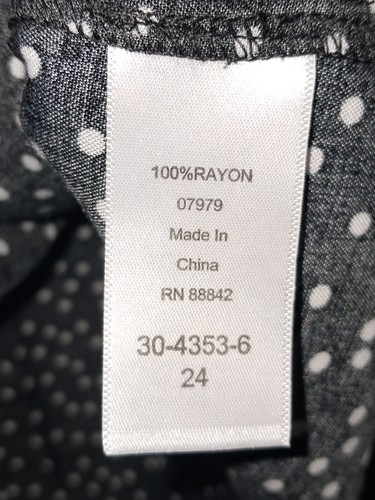 100%RAYON
07979
Made In
China
RN 88842
30-4353-6
24